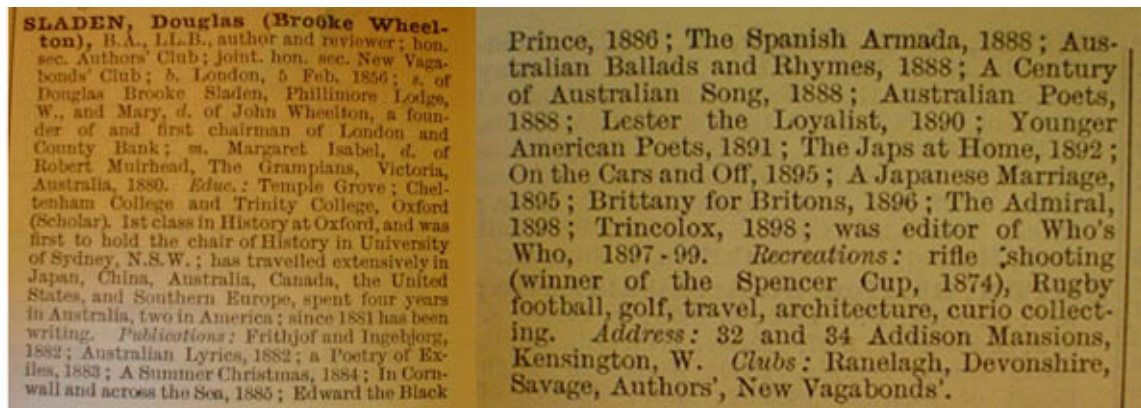 SLADEN, Douglas (Brooke Wheel-
ton), B.A., LL.B., author and reviewer; hon.
sec. Authors' Club; joint. hon. sec. New Vaga-
bonds' Club; b. London, 5 Feb. 1856; s. of
Douglas Brooke Sladen, Phillimore Lodge,
W., and Mary, d. of John Wheelton, a foun-
der of and first chairman of London and
County Bank; m. Margaret Isabel, d. of
Robert Muirhead, The Grampians, Victoria,
Australia, 1880. Educ.: Temple Grove; Chel-
tenham College and Trinity College, Oxford
(Scholar). 1st class in History at Oxford, and was
first to hold the chair of History in University
of Sydney, N.S.W.; has travelled extensively in
Japan, China, Australia, Canada, the United
States, and Southern Europe, spent four years
in Australia, two in America; since 1881 has been
writing. Publications: Frithjof and Ingebjorg,
1882; Australian Lyrics, 1882; a Poetry of Ex-
iles, 1883; A Summer Christmas, 1884; In Corn-
wall and across the Sea, 1885; Edward the Black
Prince, 1886; The Spanish Armada, 1888; Aus-
tralian Ballads and Rhymes, 1888; A Century
of Australian Song, 1888; Australian Poets,
1888; Lester the Loyalist, 1890; Younger
American Poets, 1891; The Japs at Home, 1892;
On the Cars and Off, 1895; A Japanese Marriage,
1895; Brittany for Britons, 1896; The Admiral,
1898; Trincolox, 1898; was editor of Who's
Who, 1897-99. Recreations: rifle shooting
(winner of the Spencer Cup, 1874), Rugby
football, golf, travel, architecture, curio collect-
ing. Address: 32 and 34 Addison Mansions,
Kensington, W. Clubs: Ranelagh, Devonshire,
Savage, Authors', New Vagabonds'.